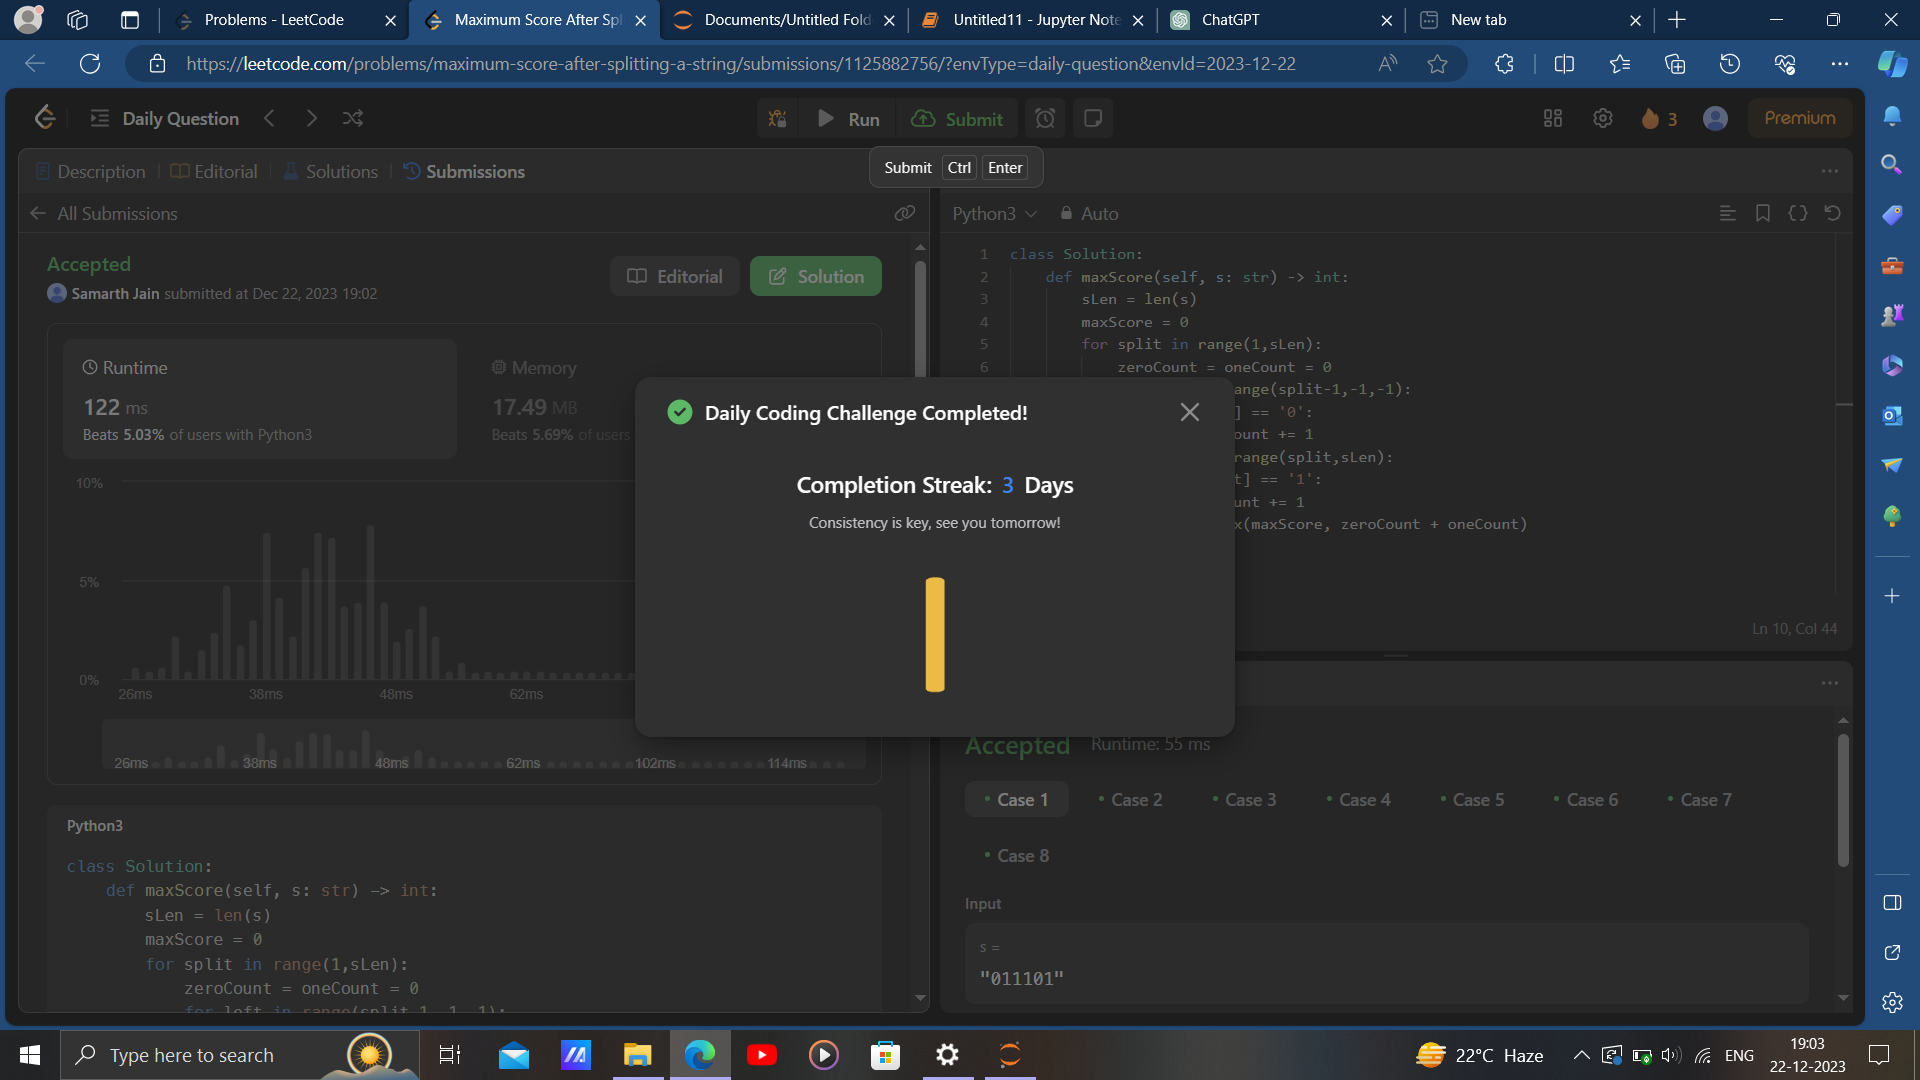 Problems - LeetCode
Maximum Score After Spl
Documents/Untitled Fold
Untitled11 - Jupyter Note
ChatGPT
New tab
https://leetcode.com/problems/maximum-score-after-splitting-a-string/submissions/1125882756/?envType=daily-question&envId=2023-12-22
Daily Question
Run
Submit
3
Premium
Description
Editorial
Solutions
Submissions
Submit Ctrl Enter
All Submissions
Python3
Auto
Accepted
Samarth Jain submitted at Dec 22, 2023 19:02
Editorial
Solution
Runtime
122 ms
Beats 5.03% of users with Python3
Memory
17.49 MB
Beats 5.69% of users
10%
5%
0%
26ms 38ms 48ms 62ms
26ms 38ms 48ms 62ms 102ms 114ms
Python3
class Solution:
def maxScore(self, s: str) -> int:
sLen = len(s)
maxScore = 0
for split in range(1,sLen):
zeroCount = oneCount = 0
for left in range(split-1,-1,-1):
1 class Solution:
2 def maxScore(self, s: str) -> int:
3 sLen = len(s)
4 maxScore = 0
5 for split in range(1,sLen):
6 zeroCount = oneCount = 0
ange(split-1,-1,-1):
] == '0':
ount += 1
range(split,sLen):
t] == '1':
unt += 1
x(maxScore, zeroCount + oneCount)
Ln 10, Col 44
Daily Coding Challenge Completed!
Completion Streak: 3 Days
Consistency is key, see you tomorrow!
Accepted
Runtime: 55 ms
Case 1
Case 2
Case 3
Case 4
Case 5
Case 6
Case 7
Case 8
Input
s =
"011101"
Type here to search
22°C Haze
ENG
19:03
22-12-2023